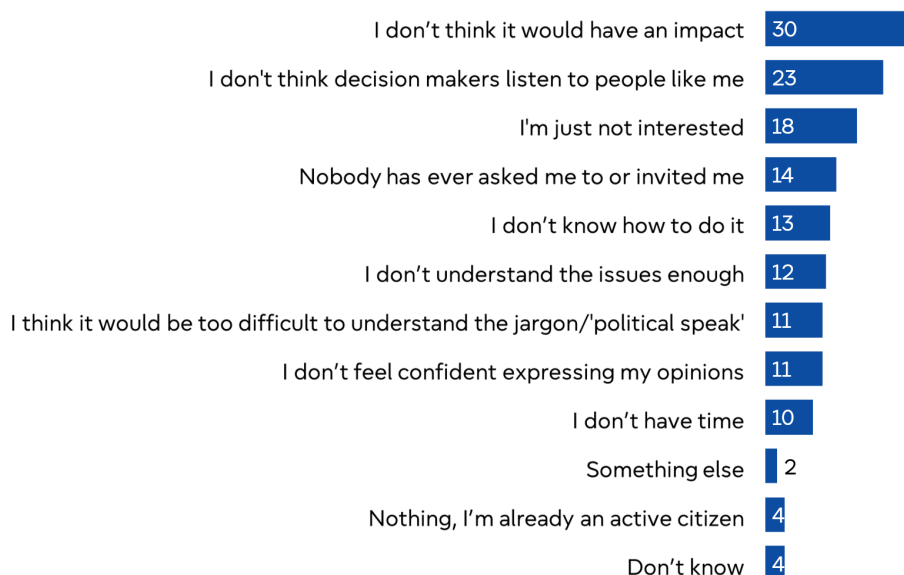 I don’t think it would have an impact 30
I don't think decision makers listen to people like me 23
I'm just not interested 18
Nobody has ever asked me to or invited me 14
I don’t know how to do it 13
I don’t understand the issues enough 12
I think it would be too difficult to understand the jargon/'political speak' 11
I don’t feel confident expressing my opinions 11
I don’t have time 10
Something else 2
Nothing, I’m already an active citizen 4
Don’t know 4